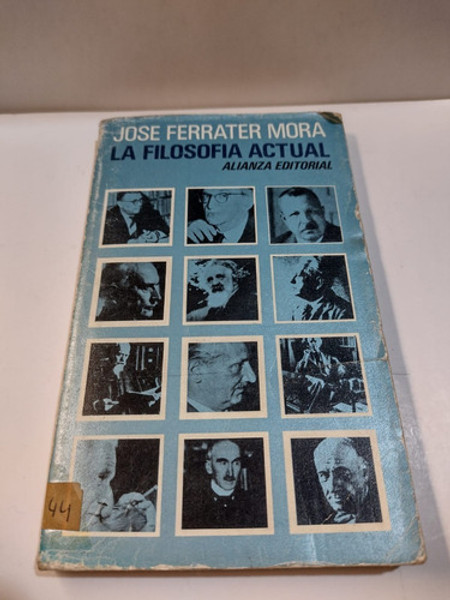 JOSE FERRATER MORA
LA FILOSOFIA ACTUAL
ALIANZA EDITORIAL
44